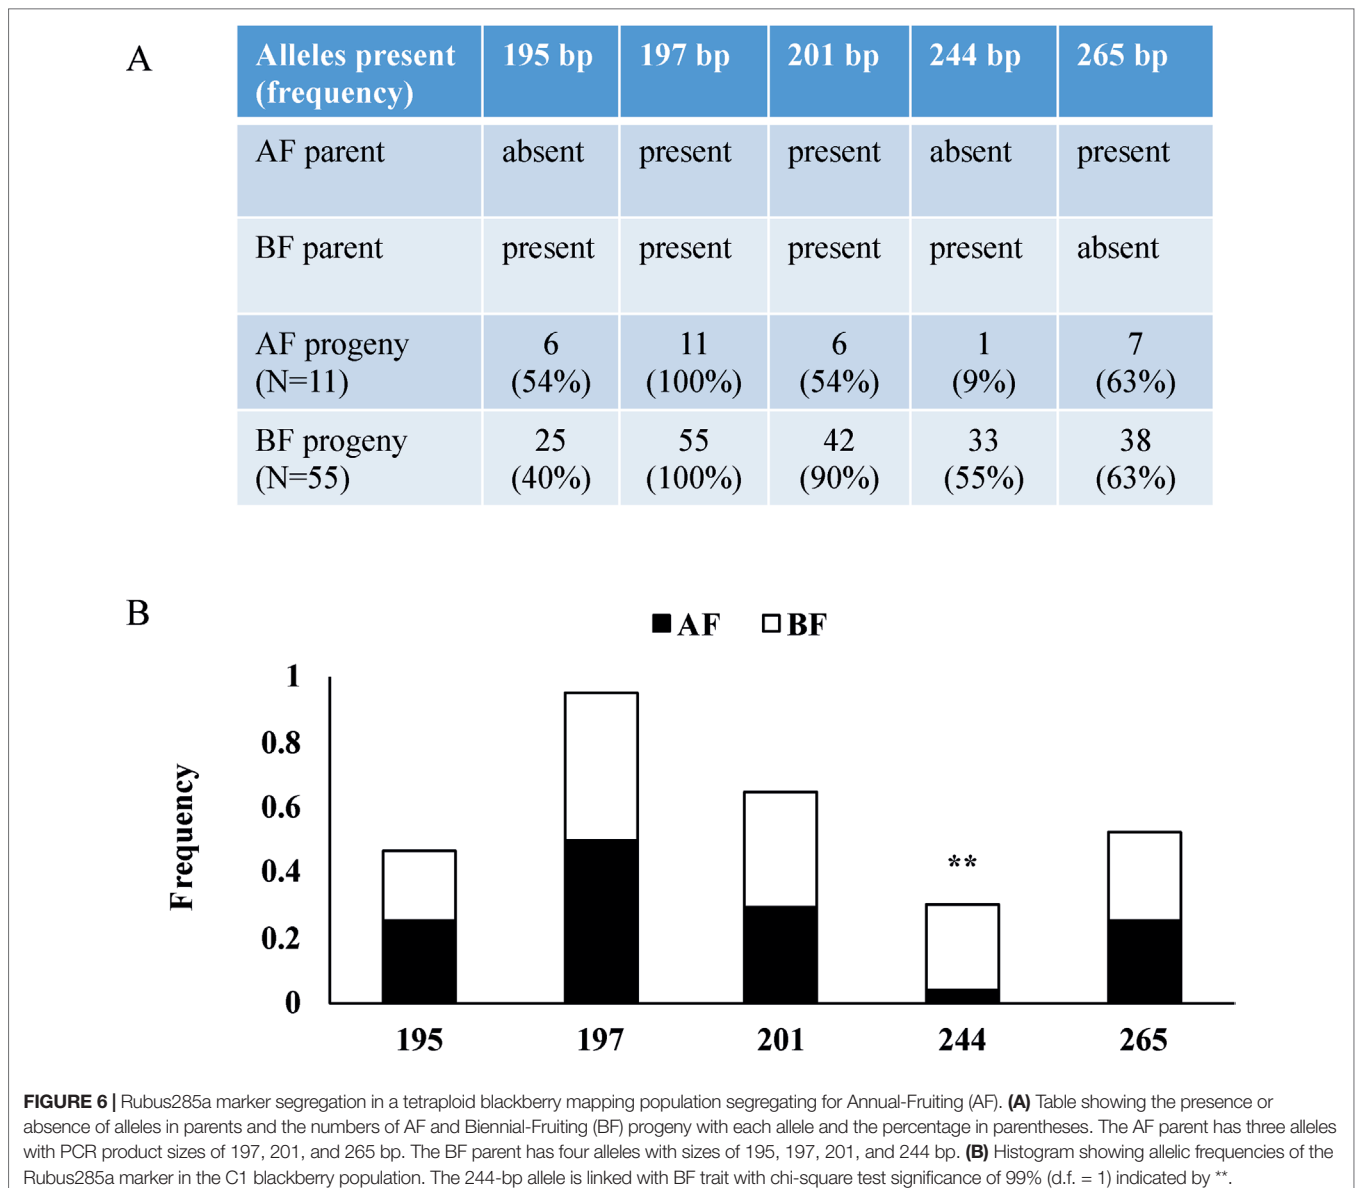 A
Alleles present (frequency) 195 bp 197 bp 201 bp 244 bp 265 bp
AF parent absent present present absent present
BF parent present present present present absent
AF progeny (N=11) 6 (54%) 11 (100%) 6 (54%) 1 (9%) 7 (63%)
BF progeny (N=55) 25 (40%) 55 (100%) 42 (90%) 33 (55%) 38 (63%)
B
AF BF
1
0.8
0.6
0.4
0.2
0
Frequency
**
195 197 201 244 265
FIGURE 6 | Rubus285a marker segregation in a tetraploid blackberry mapping population segregating for Annual-Fruiting (AF). (A) Table showing the presence or
absence of alleles in parents and the numbers of AF and Biennial-Fruiting (BF) progeny with each allele and the percentage in parentheses. The AF parent has three alleles
with PCR product sizes of 197, 201, and 265 bp. The BF parent has four alleles with sizes of 195, 197, 201, and 244 bp. (B) Histogram showing allelic frequencies of the
Rubus285a marker in the C1 blackberry population. The 244-bp allele is linked with BF trait with chi-square test significance of 99% (d.f. = 1) indicated by **.